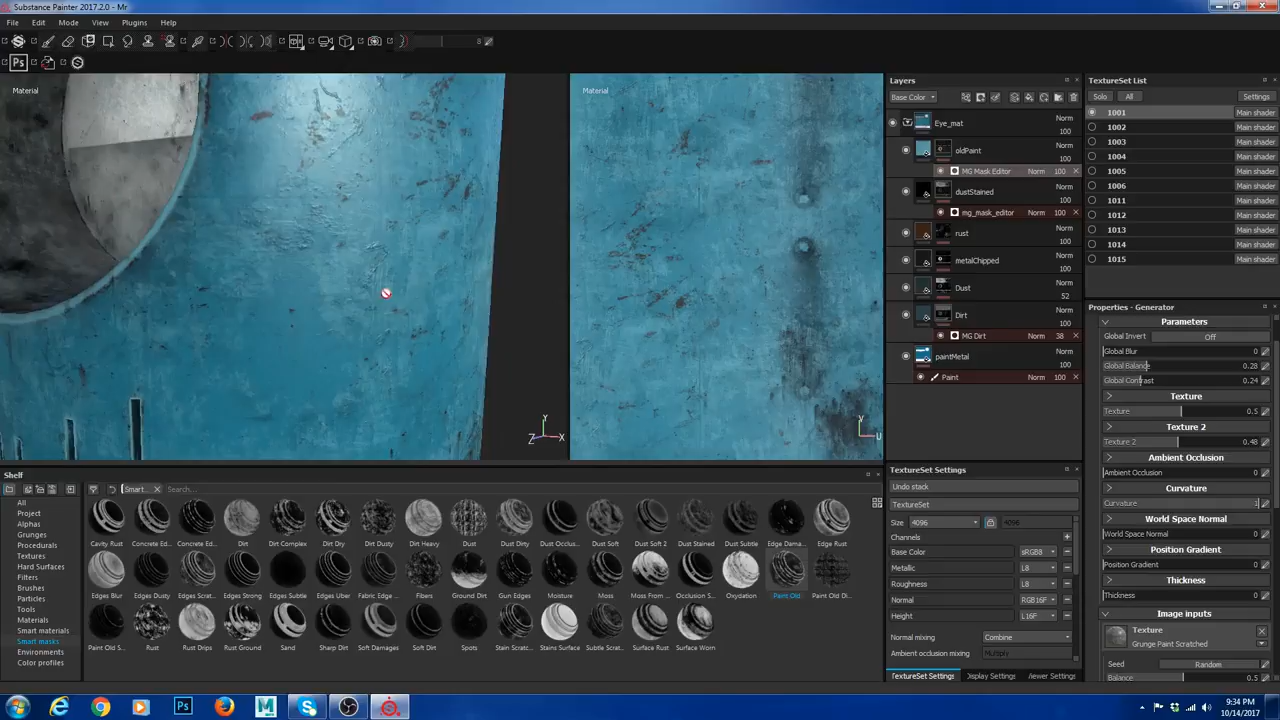 Substance Painter 2017.2.0 - Mr
File Edit Mode View Plugins Help
8
Ps
Material
Material
Layers
Base Color
Eye_mat Norm 100
oldPaint Norm 100
MG Mask Editor Norm 100
dustStained Norm 100
mg_mask_editor Norm 100
rust Norm 100
metalChipped Norm 100
Dust Norm 52
Dirt Norm 100
MG Dirt Norm 38
paintMetal Norm 100
Paint Norm 100
TextureSet List
Solo All Settings
1001 Main shader
1002 Main shader
1003 Main shader
1004 Main shader
1005 Main shader
1006 Main shader
1011 Main shader
1012 Main shader
1013 Main shader
1014 Main shader
1015 Main shader
Properties - Generator
Parameters
Global Invert Off
Global Blur 0
Global Balance 0.28
Global Contrast 0.24
Texture
Texture 0.5
Texture 2
Texture 2 0.48
Ambient Occlusion
Ambient Occlusion 0
Curvature
Curvature 1
World Space Normal
World Space Normal 0
Position Gradient
Position Gradient 0
Thickness
Thickness 0
Image inputs
Texture
Grunge Paint Scratched
Seed Random
Balance 0.5
Y
Z X
Y
U
TextureSet Settings
Undo stack
TextureSet
Size 4096 4096
Channels
Base Color sRGB8
Metallic L8
Roughness L8
Normal RGB16F
Height L16F
Normal mixing Combine
Ambient occlusion mixing Multiply
TextureSet Settings Display Settings Viewer Settings
Shelf
Smart... Search...
All
Project
Alphas
Grunges
Procedurals
Textures
Hard Surfaces
Filters
Brushes
Particles
Tools
Materials
Smart materials
Smart masks
Environments
Color profiles
Cavity Rust Concrete Ed... Concrete Ed... Dirt Dirt Complex Dirt Dry Dirt Dusty Dirt Heavy Dust Dust Dirty Dust Occlus... Dust Soft Dust Soft 2 Dust Stained Dust Subtle Edge Dama... Edge Rust
Edges Blur Edges Dusty Edges Scrat... Edges Strong Edges Subtle Edges Uber Fabric Edge ... Fibers Ground Dirt Gun Edges Moisture Moss Moss From ... Occlusion S... Oxydation Paint Old Paint Old Di...
Paint Old S... Rust Rust Drips Rust Ground Sand Sharp Dirt Soft Damages Soft Dirt Spots Stain Scratc... Stains Surface Subtle Scrat... Surface Rust Surface Worn
9:34 PM
10/14/2017